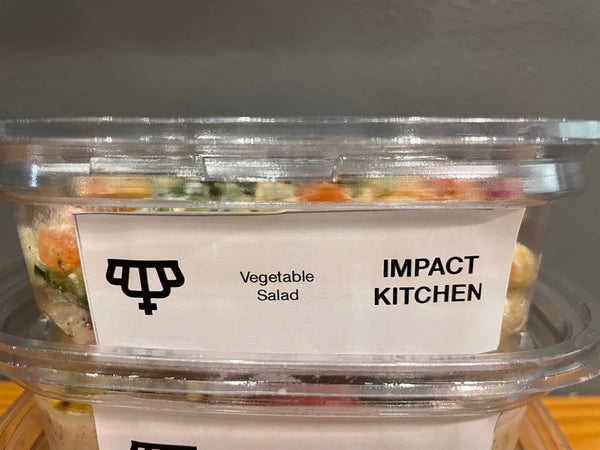 Vegetable
Salad
IMPACT
KITCHEN